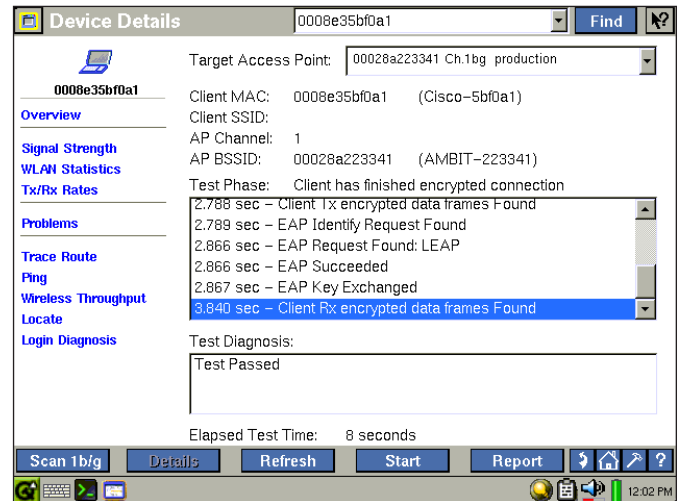 Device Details
0008e35bf0a1
Find
Target Access Point: 00028a223341 Ch.1bg production
0008e35bf0a1
Overview
Signal Strength
WLAN Statistics
Tx/Rx Rates
Problems
Trace Route
Ping
Wireless Throughput
Locate
Login Diagnosis
Client MAC: 0008e35bf0a1 (Cisco-5bf0a1)
Client SSID:
AP Channel: 1
AP BSSID: 00028a223341 (AMBIT-223341)
Test Phase: Client has finished encrypted connection
2.788 sec – Client Tx encrypted data frames Found
2.789 sec – EAP Identify Request Found
2.866 sec – EAP Request Found: LEAP
2.866 sec – EAP Succeeded
2.867 sec – EAP Key Exchanged
3.840 sec – Client Rx encrypted data frames Found
Test Diagnosis:
Test Passed
Elapsed Test Time: 8 seconds
Scan 1b/g Details Refresh Start Report ?
12:02 PM